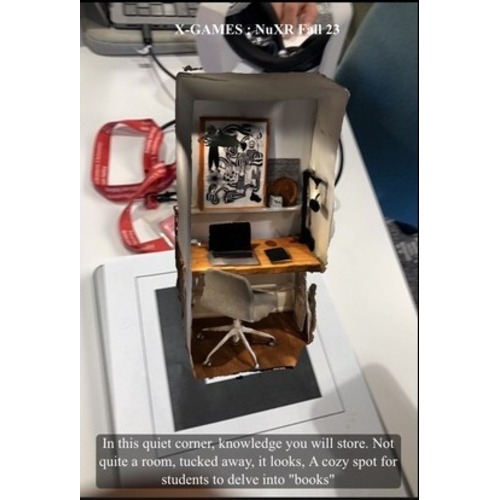 X-GAMES : NuXR Fall 23
In this quiet corner, knowledge you will store. Not
quite a room, tucked away, it looks, A cozy spot for
students to delve into "books"